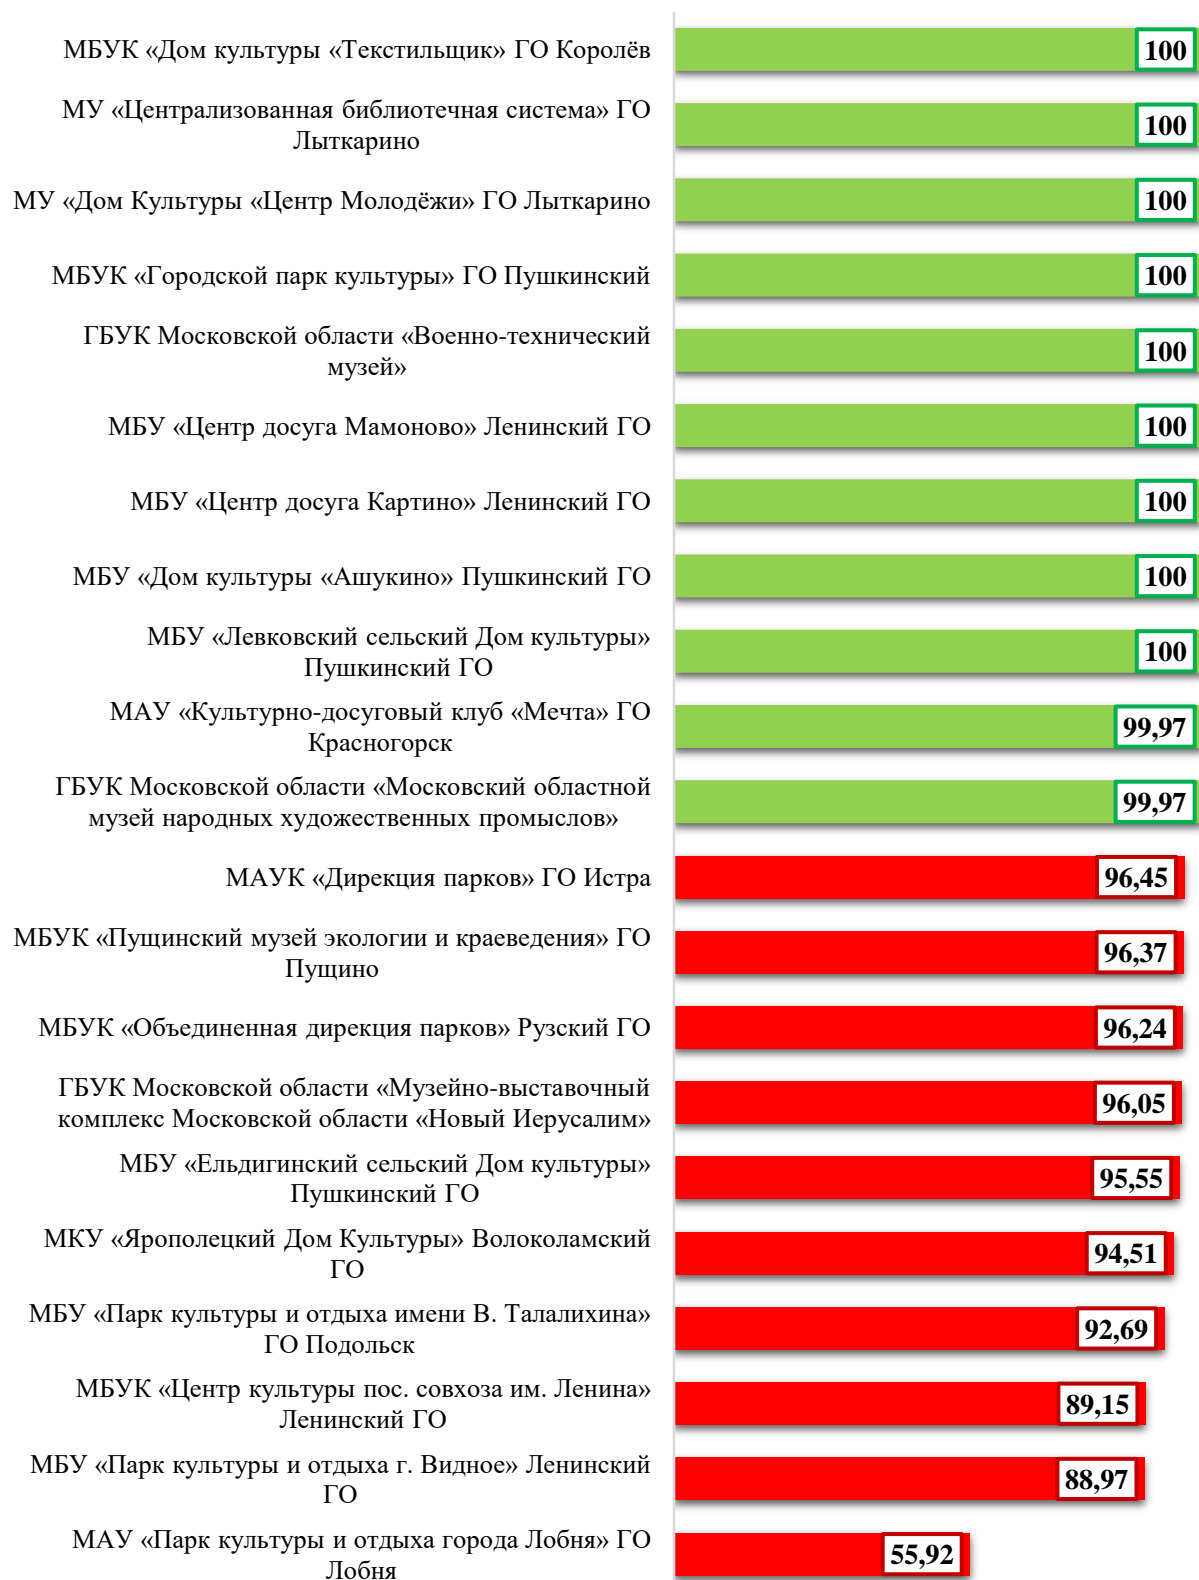 МБУК «Дом культуры «Текстильщик» ГО Королёв
100
МУ «Централизованная библиотечная система» ГО
Лыткарино
100
МУ «Дом Культуры «Центр Молодёжи» ГО Лыткарино
100
МБУК «Городской парк культуры» ГО Пушкинский
100
ГБУК Московской области «Военно-технический
музей»
100
МБУ «Центр досуга Мамоново» Ленинский ГО
100
МБУ «Центр досуга Картино» Ленинский ГО
100
МБУ «Дом культуры «Ашукино» Пушкинский ГО
100
МБУ «Левковский сельский Дом культуры»
Пушкинский ГО
100
МАУ «Культурно-досуговый клуб «Мечта» ГО
Красногорск
99,97
ГБУК Московской области «Московский областной
музей народных художественных промыслов»
99,97
МАУК «Дирекция парков» ГО Истра
96,45
МБУК «Пущинский музей экологии и краеведения» ГО
Пущино
96,37
МБУК «Объединенная дирекция парков» Рузский ГО
96,24
ГБУК Московской области «Музейно-выставочный
комплекс Московской области «Новый Иерусалим»
96,05
МБУ «Ельдигинский сельский Дом культуры»
Пушкинский ГО
95,55
МКУ «Ярополецкий Дом Культуры» Волоколамский
ГО
94,51
МБУ «Парк культуры и отдыха имени В. Талалихина»
ГО Подольск
92,69
МБУК «Центр культуры пос. совхоза им. Ленина»
Ленинский ГО
89,15
МБУ «Парк культуры и отдыха г. Видное» Ленинский
ГО
88,97
МАУ «Парк культуры и отдыха города Лобня» ГО
Лобня
55,92